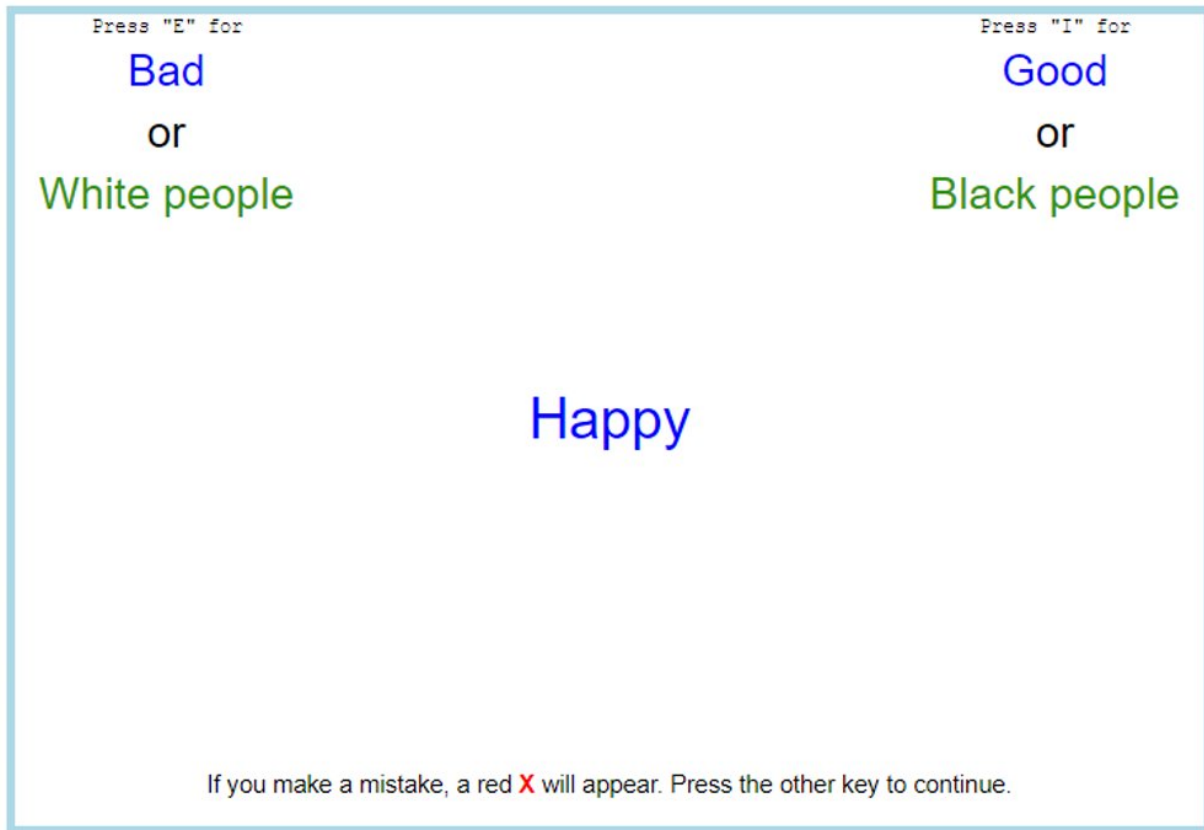 Press "E" for
Bad
or
White people
Press "I" for
Good
or
Black people
Happy
If you make a mistake, a red X will appear. Press the other key to continue.